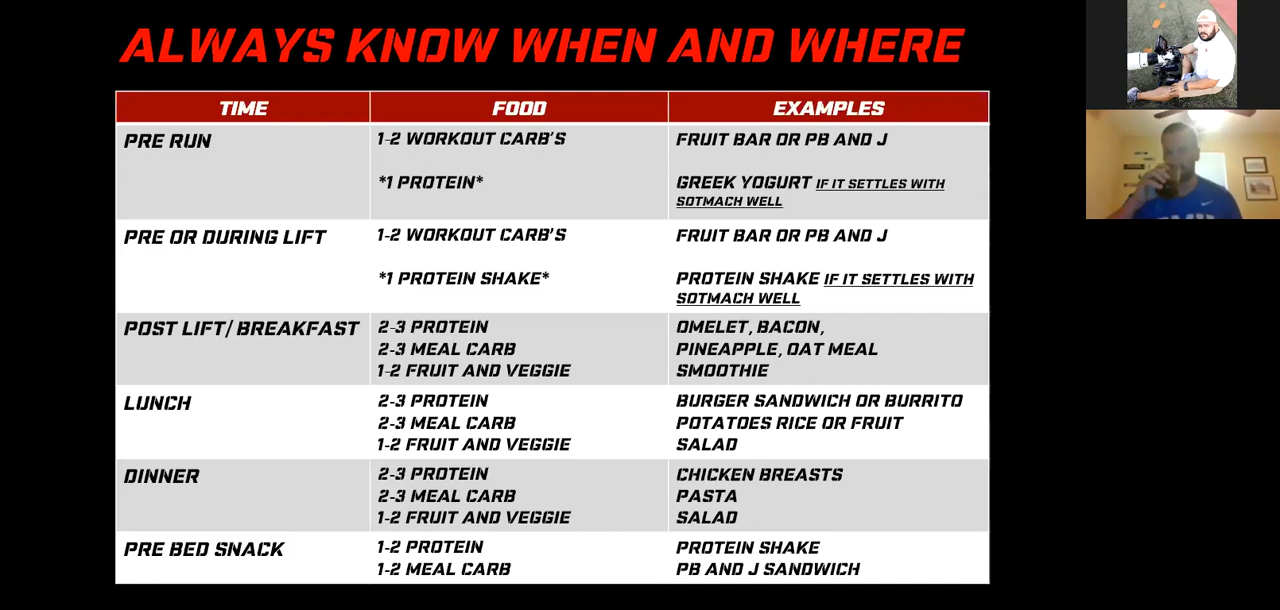 ALWAYS KNOW WHEN AND WHERE
TIME FOOD EXAMPLES
PRE RUN 1-2 WORKOUT CARB'S FRUIT BAR OR PB AND J
*1 PROTEIN* GREEK YOGURT IF IT SETTLES WITH
SOTMACH WELL
PRE OR DURING LIFT 1-2 WORKOUT CARB'S FRUIT BAR OR PB AND J
*1 PROTEIN SHAKE* PROTEIN SHAKE IF IT SETTLES WITH
SOTMACH WELL
POST LIFT/ BREAKFAST 2-3 PROTEIN OMELET, BACON,
2-3 MEAL CARB PINEAPPLE, OAT MEAL
1-2 FRUIT AND VEGGIE SMOOTHIE
LUNCH 2-3 PROTEIN BURGER SANDWICH OR BURRITO
2-3 MEAL CARB POTATOES RICE OR FRUIT
1-2 FRUIT AND VEGGIE SALAD
DINNER 2-3 PROTEIN CHICKEN BREASTS
2-3 MEAL CARB PASTA
1-2 FRUIT AND VEGGIE SALAD
PRE BED SNACK 1-2 PROTEIN PROTEIN SHAKE
1-2 MEAL CARB PB AND J SANDWICH